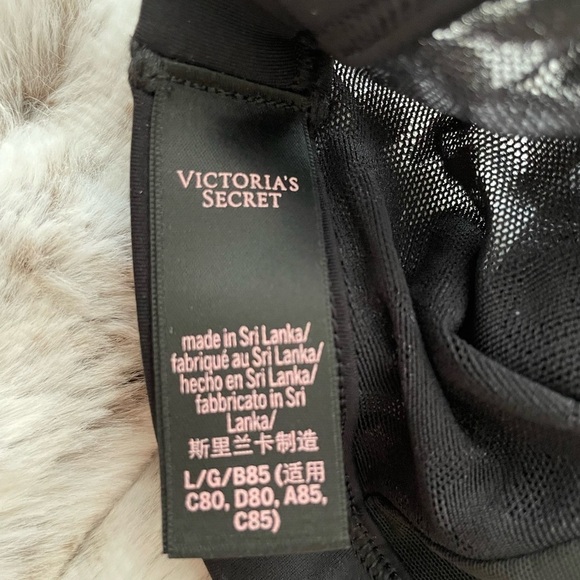 VICTORIA'S
SECRET
made in Sri Lanka/
fabriqué au Sri Lanka/
hecho en Sri Lanka/
fabbricato in Sri
Lanka/
斯里兰卡制造
L/G/B85 (适用
C80, D80, A85,
C85)